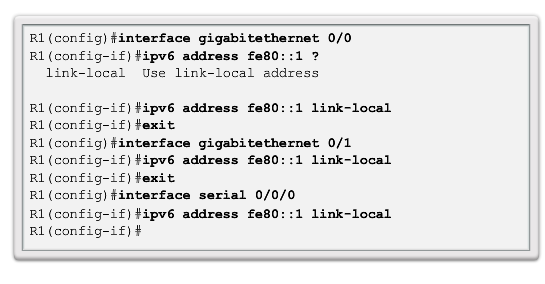 R1(config)#interface gigabitethernet 0/0
R1(config-if)#ipv6 address fe80::1 ?
  link-local  Use link-local address

R1(config-if)#ipv6 address fe80::1 link-local
R1(config-if)#exit
R1(config)#interface gigabitethernet 0/1
R1(config-if)#ipv6 address fe80::1 link-local
R1(config-if)#exit
R1(config)#interface serial 0/0/0
R1(config-if)#ipv6 address fe80::1 link-local
R1(config-if)#